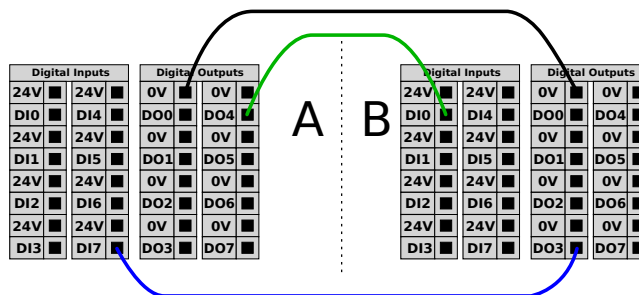 Digital Inputs Digital Outputs Digital Inputs Digital Outputs
24V 24V 0V 0V 24V 24V 0V 0V
DI0 DI4 DO0 DO4 A B DI0 DI4 DO0 DO4
24V 24V 0V 0V 24V 24V 0V 0V
DI1 DI5 DO1 DO5 DI1 DI5 DO1 DO5
24V 24V 0V 0V 24V 24V 0V 0V
DI2 DI6 DO2 DO6 DI2 DI6 DO2 DO6
24V 24V 0V 0V 24V 24V 0V 0V
DI3 DI7 DO3 DO7 DI3 DI7 DO3 DO7